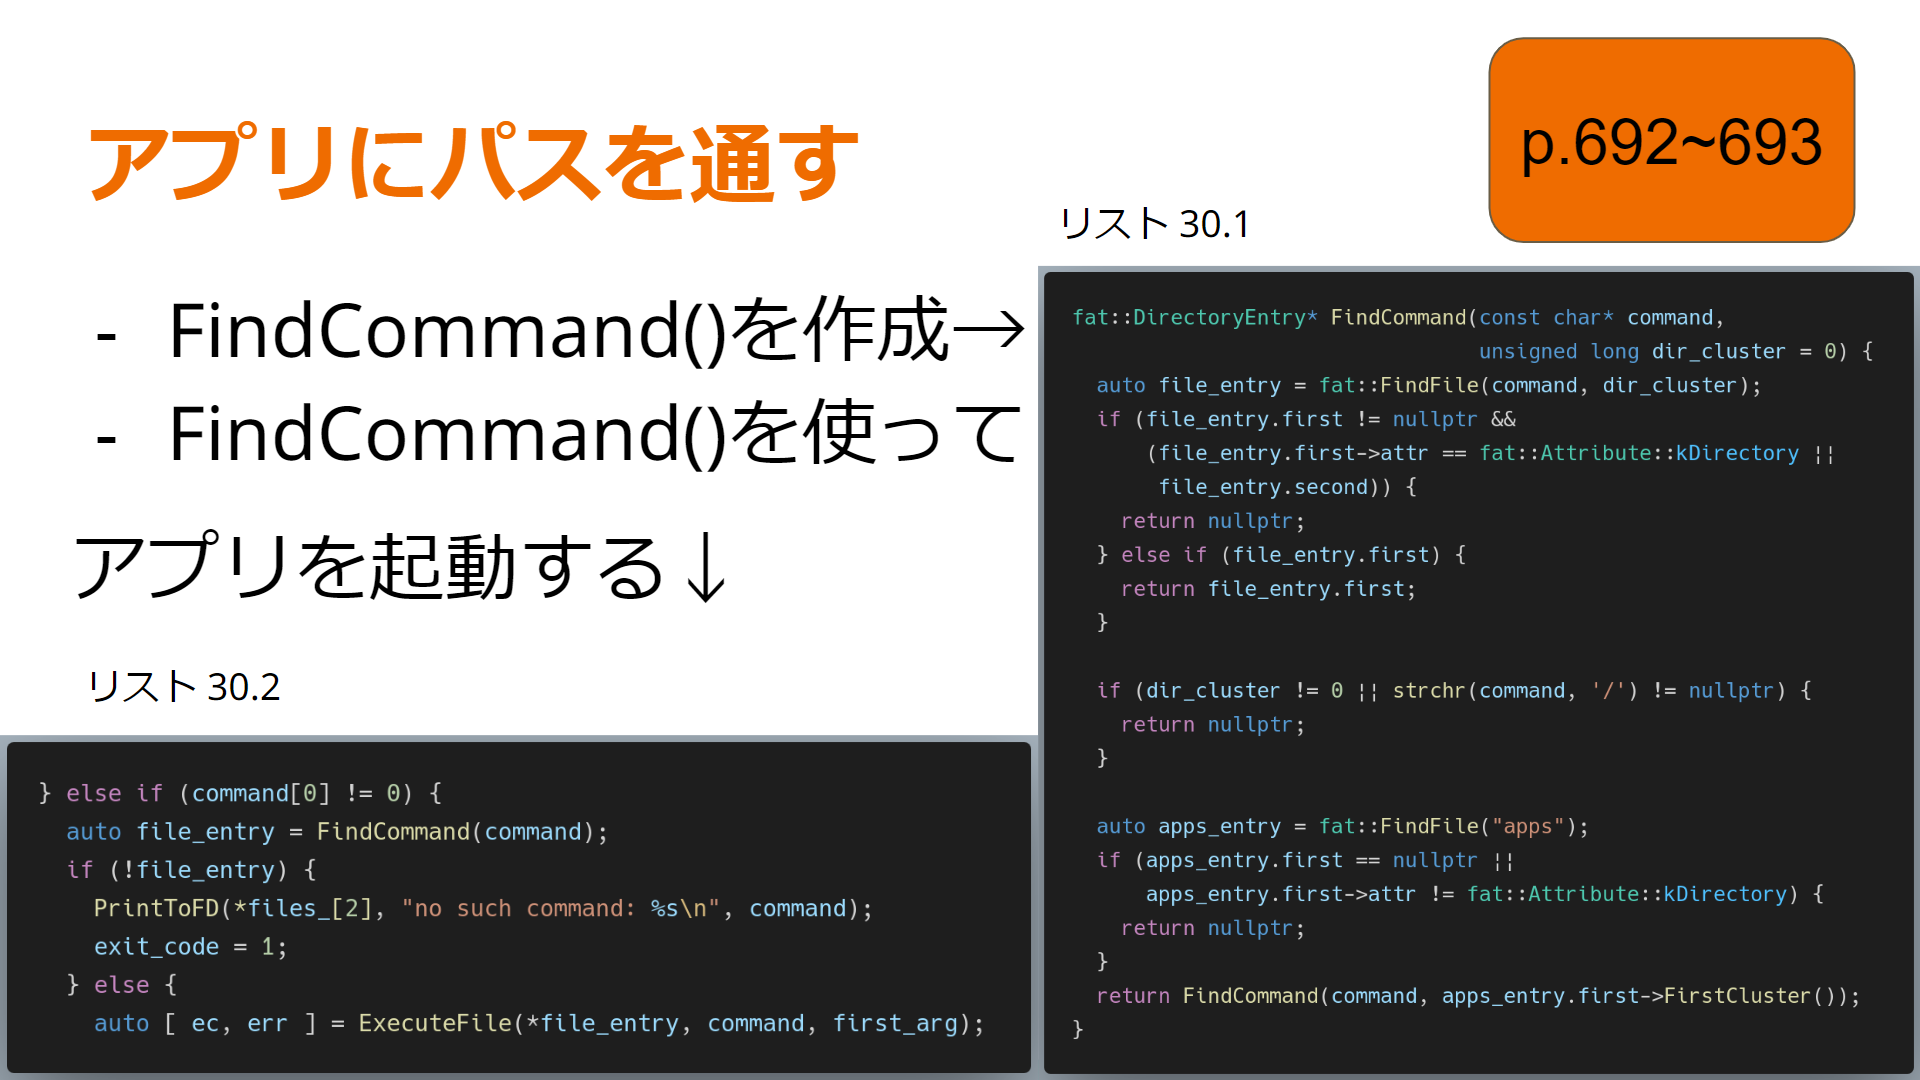 アプリにパスを通す
p.692~693
- FindCommand()を作成→
- FindCommand()を使って
アプリを起動する↓
リスト 30.1
fat::DirectoryEntry* FindCommand(const char* command,
                                 unsigned long dir_cluster = 0) {
  auto file_entry = fat::FindFile(command, dir_cluster);
  if (file_entry.first != nullptr &&
      (file_entry.first->attr == fat::Attribute::kDirectory ||
       file_entry.second)) {
    return nullptr;
  } else if (file_entry.first) {
    return file_entry.first;
  }
  if (dir_cluster != 0 || strchr(command, '/') != nullptr) {
    return nullptr;
  }
  auto apps_entry = fat::FindFile("apps");
  if (apps_entry.first == nullptr ||
      apps_entry.first->attr != fat::Attribute::kDirectory) {
    return nullptr;
  }
  return FindCommand(command, apps_entry.first->FirstCluster());
}
リスト 30.2
} else if (command[0] != 0) {
  auto file_entry = FindCommand(command);
  if (!file_entry) {
    PrintToFD(*files_[2], "no such command: %s\n", command);
    exit_code = 1;
  } else {
    auto [ ec, err ] = ExecuteFile(*file_entry, command, first_arg);